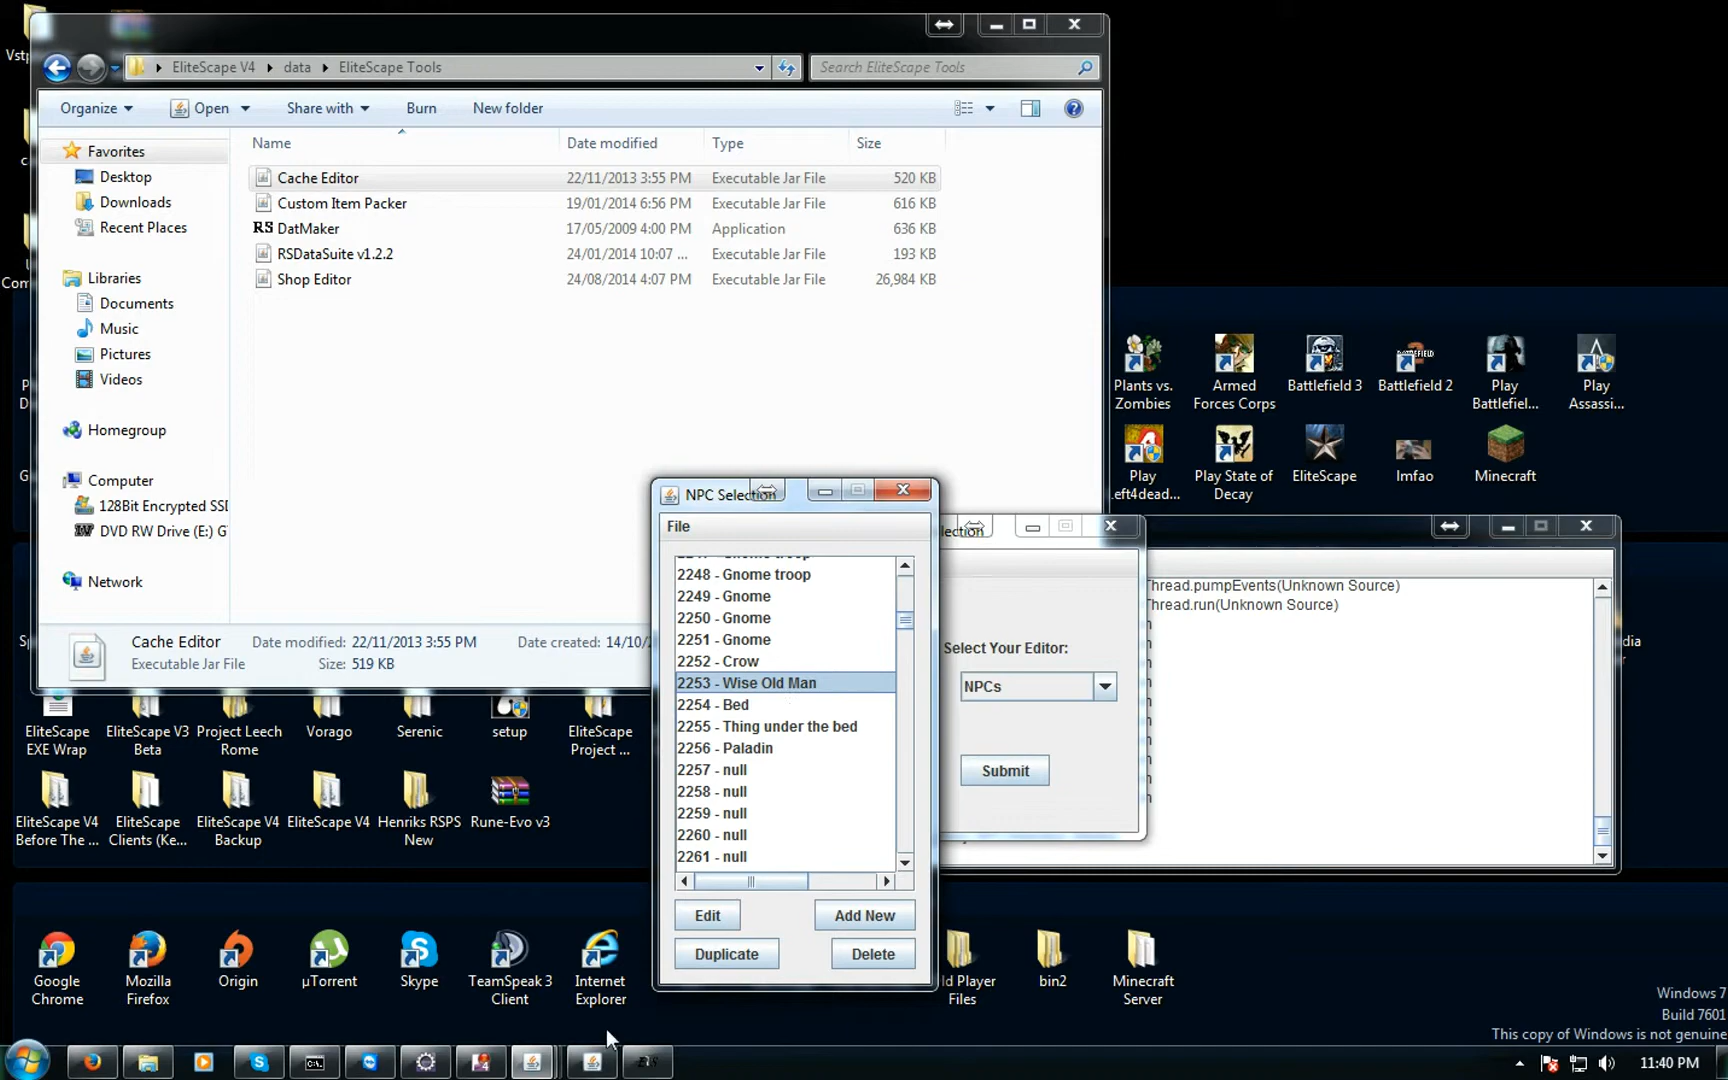 Vstp
EliteScape V4
data
EliteScape Tools
Search EliteScape Tools
Organize
Open
Share with
Burn
New folder
Name
Date modified
Type
Size
Favorites
Desktop
Downloads
Recent Places
Libraries
Documents
Music
Pictures
Videos
Homegroup
Computer
128Bit Encrypted SSI
DVD RW Drive (E:) G
Network
Cache Editor 22/11/2013 3:55 PM Executable Jar File 520 KB
Custom Item Packer 19/01/2014 6:56 PM Executable Jar File 616 KB
RS DatMaker 17/05/2009 4:00 PM Application 636 KB
RSDataSuite v1.2.2 24/01/2014 10:07 ... Executable Jar File 193 KB
Shop Editor 24/08/2014 4:07 PM Executable Jar File 26,984 KB
Cache Editor Date modified: 22/11/2013 3:55 PM Date created: 14/10/2
Executable Jar File Size: 519 KB
Plants vs. Zombies
Armed Forces Corps
Battlefield 3
Battlefield 2
Play Battlefiel...
Play Assassi...
Play
eft4dead...
Play State of Decay
EliteScape
lmfao
Minecraft
NPC Selection
File
2248 - Gnome troop
2249 - Gnome
2250 - Gnome
2251 - Gnome
2252 - Crow
2253 - Wise Old Man
2254 - Bed
2255 - Thing under the bed
2256 - Paladin
2257 - null
2258 - null
2259 - null
2260 - null
2261 - null
Edit
Add New
Duplicate
Delete
lection
Select Your Editor:
NPCs
Submit
Thread.pumpEvents(Unknown Source)
Thread.run(Unknown Source)
dia
EliteScape EXE Wrap
EliteScape V3 Beta
Project Leech Rome
Vorago
Serenic
setup
EliteScape Project ...
EliteScape V4 Before The ...
EliteScape Clients (Ke...
EliteScape V4 Backup
EliteScape V4
Henriks RSPS New
Rune-Evo v3
Google Chrome
Mozilla Firefox
Origin
µTorrent
Skype
TeamSpeak 3 Client
Internet Explorer
ld Player Files
bin2
Minecraft Server
Windows 7
Build 7601
This copy of Windows is not genuine
11:40 PM